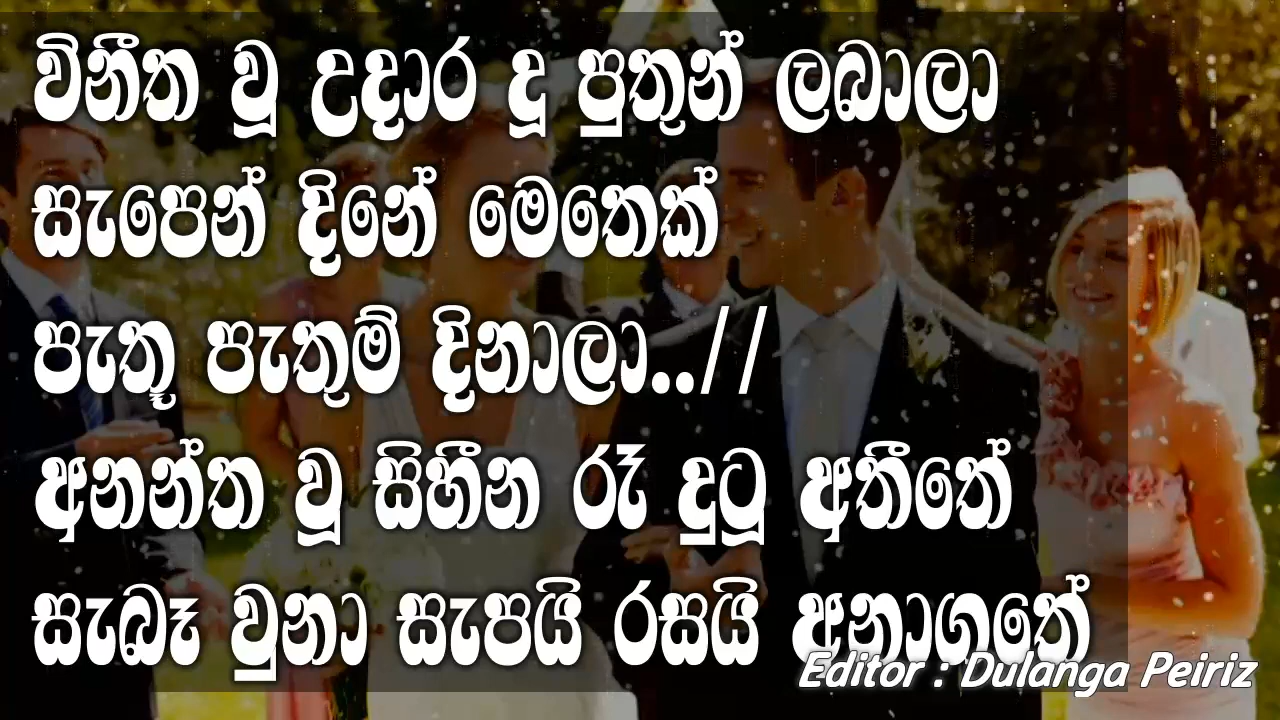 විනීත වූ උදාර දූ පුතුන් ලබාලා
සැපෙන් දිනේ මෙතෙක්
පැතූ පැතුම් දිනාලා..//
අනන්ත වූ සිහීන රෑ දුටූ අතීතේ
සැබෑ වුනා සැපයි රසයි අනාගතේ
Editor : Dulanga Peiriz